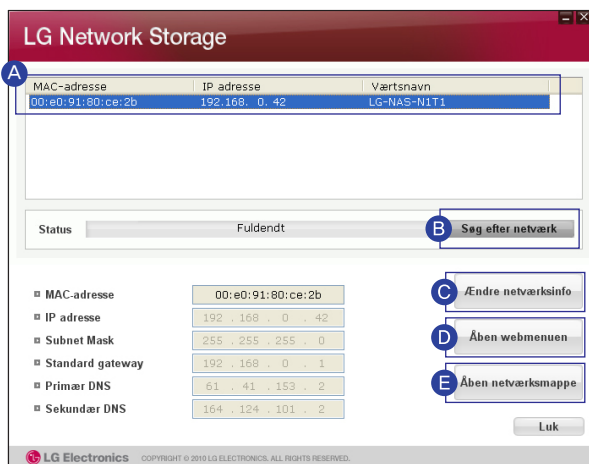 LG Network Storage
A
MAC-adresse IP adresse Værtsnavn
00:e0:91:80:ce:2b 192.168. 0. 42 LG-NAS-N1T1
Status Fuldendt B Søg efter netværk
MAC-adresse 00:e0:91:80:ce:2b C Ændre netværksinfo
IP adresse 192 . 168 . 0 . 42
Subnet Mask 255 . 255 . 255 . 0 D Åben webmenuen
Standard gateway 192 . 168 . 0 . 1
Primær DNS 61 . 41 . 153 . 2 E Åben netværksmappe
Sekundær DNS 164 . 124 . 101 . 2
Luk
LG LG Electronics COPYRIGHT © 2010 LG ELECTRONICS. ALL RIGHTS RESERVED.